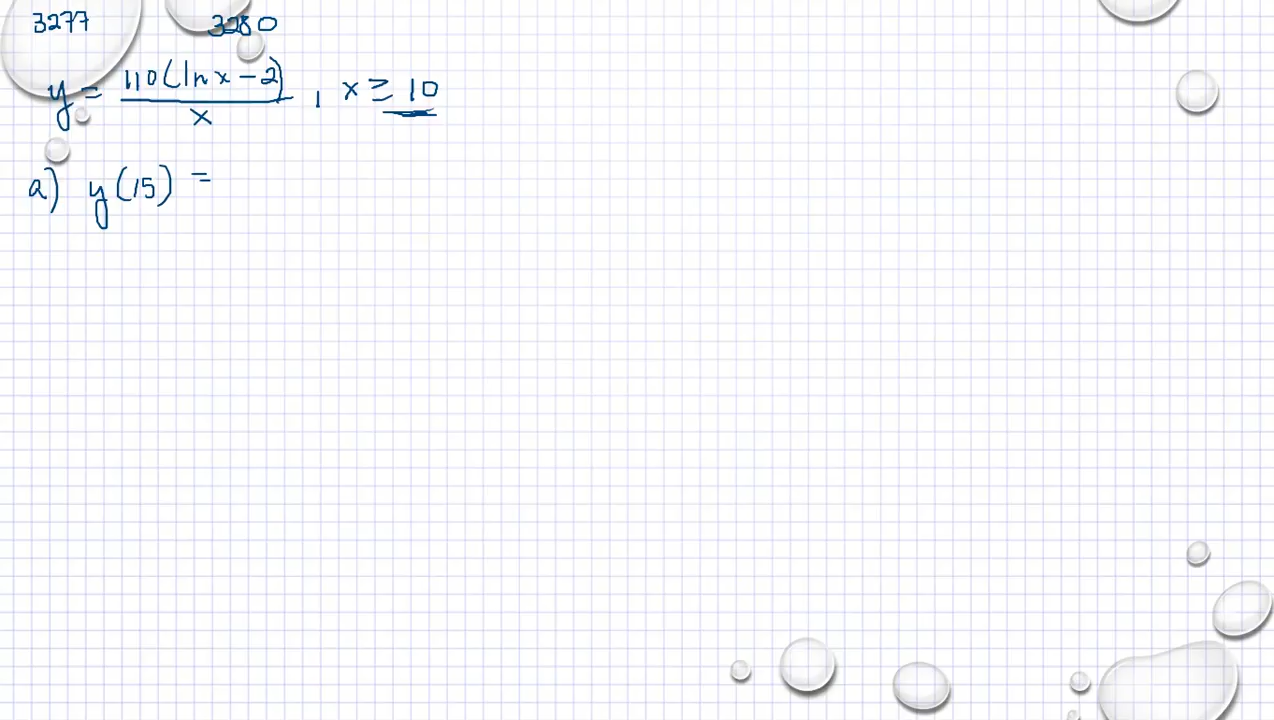 3277 3280
y = 110(ln x - 2) / x , x ≥ 10
a) y(15) =